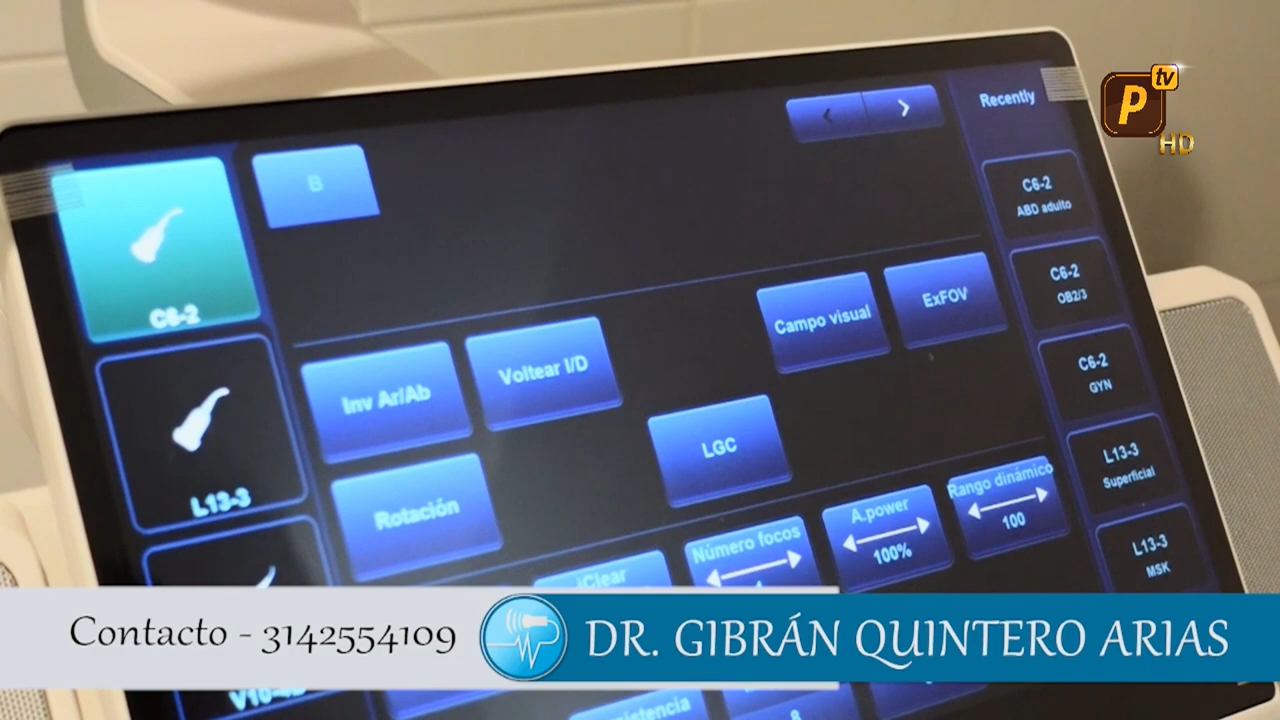 P tv
HD
Recently
C6-2
B
C6-2
ABD adulto
L13-3
Inv Ar/Ab
Voltear I/D
Campo visual
ExFOV
C6-2
OB2/3
Rotación
LGC
C6-2
GYN
iClear
Número focos
A.power
100%
Rango dinámico
100
L13-3
Superficial
L13-3
MSK
Contacto - 3142554109
DR. GIBRÁN QUINTERO ARIAS
8